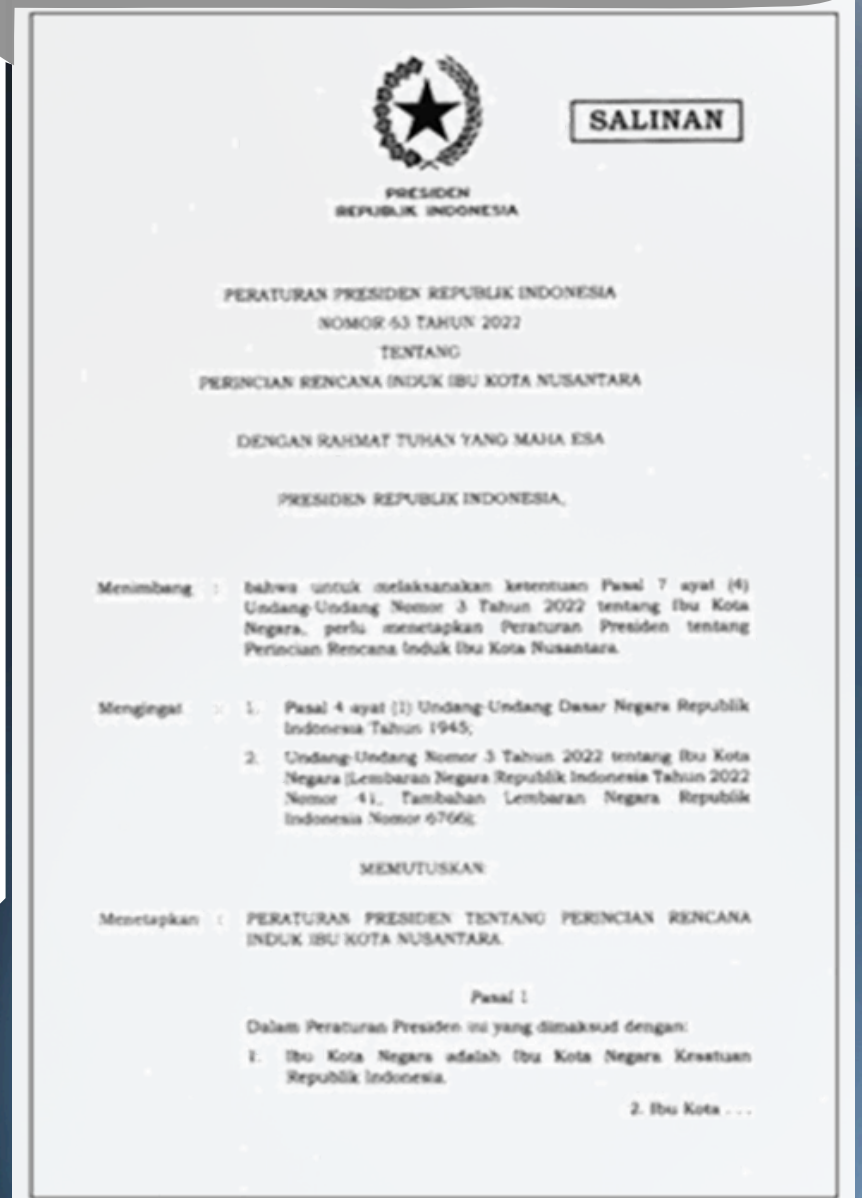 SALINAN
PRESIDEN
REPUBLIK INDONESIA
PERATURAN PRESIDEN REPUBLIK INDONESIA
NOMOR 63 TAHUN 2022
TENTANG
PERINCIAN RENCANA INDUK IBU KOTA NUSANTARA
DENGAN RAHMAT TUHAN YANG MAHA ESA
PRESIDEN REPUBLIK INDONESIA,
Menimbang : bahwa untuk melaksanakan ketentuan Pasal 7 ayat (4)
Undang-Undang Nomor 3 Tahun 2022 tentang Ibu Kota
Negara, perlu menetapkan Peraturan Presiden tentang
Perincian Rencana Induk Ibu Kota Nusantara.
Mengingat : 1. Pasal 4 ayat (1) Undang-Undang Dasar Negara Republik
Indonesia Tahun 1945;
2. Undang-Undang Nomor 3 Tahun 2022 tentang Ibu Kota
Negara (Lembaran Negara Republik Indonesia Tahun 2022
Nomor 41, Tambahan Lembaran Negara Republik
Indonesia Nomor 6766);
MEMUTUSKAN:
Menetapkan : PERATURAN PRESIDEN TENTANG PERINCIAN RENCANA
INDUK IBU KOTA NUSANTARA.
Pasal 1
Dalam Peraturan Presiden ini yang dimaksud dengan:
1. Ibu Kota Negara adalah Ibu Kota Negara Kesatuan
Republik Indonesia.
2. Ibu Kota . . .